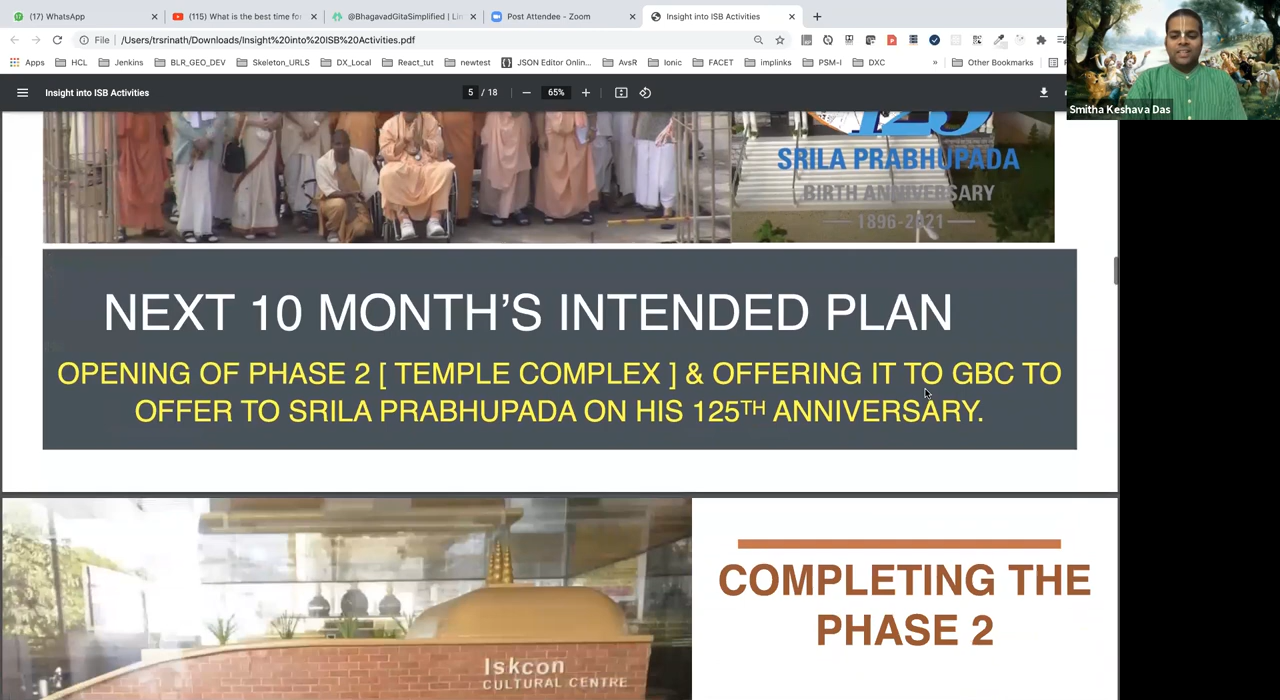 (17) WhatsApp
(115) What is the best time for
@BhagavadGitaSimplified | Lin
Post Attendee - Zoom
Insight into ISB Activities
File
/Users/trsrinath/Downloads/Insight%20into%20ISB%20Activities.pdf
Apps
HCL
Jenkins
BLR_GEO_DEV
Skeleton_URLS
DX_Local
React_tut
newtest
JSON Editor Onlin...
AvsR
Ionic
FACET
implinks
PSM-I
DXC
»
Other Bookmarks
Smitha Keshava Das
Insight into ISB Activities
5 / 18
65%
125
SRILA PRABHUPADA
BIRTH ANNIVERSARY
1896-2021
NEXT 10 MONTH’S INTENDED PLAN
OPENING OF PHASE 2 [ TEMPLE COMPLEX ] & OFFERING IT TO GBC TO
OFFER TO SRILA PRABHUPADA ON HIS 125TH ANNIVERSARY.
COMPLETING THE
PHASE 2
Iskcon
CULTURAL CENTRE